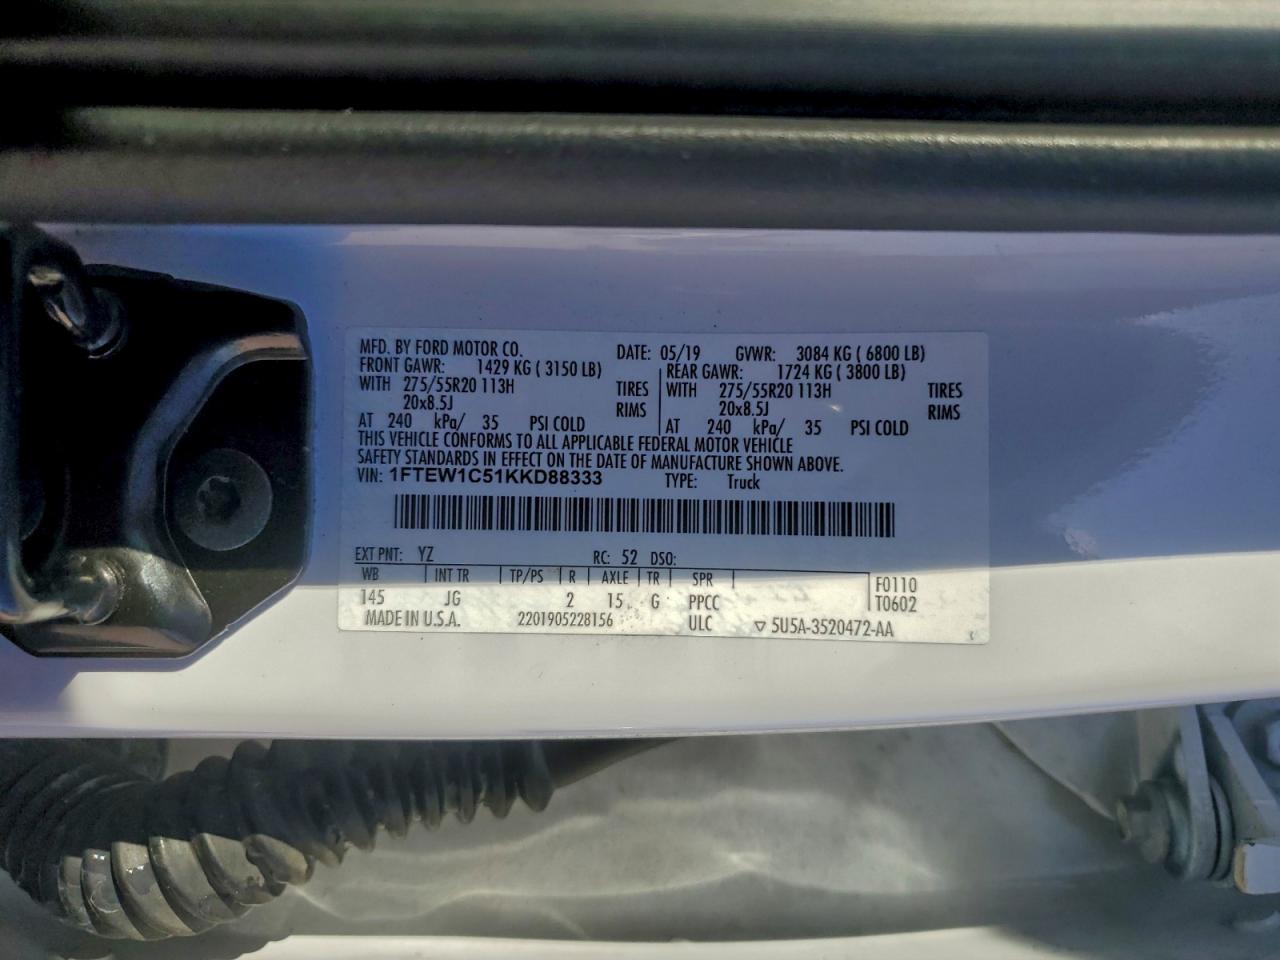 MFD. BY FORD MOTOR CO. DATE: 05/19 GVWR: 3084 KG ( 6800 LB)
FRONT GAWR: 1429 KG ( 3150 LB) REAR GAWR: 1724 KG ( 3800 LB)
WITH 275/55R20 113H TIRES WITH 275/55R20 113H TIRES
20x8.5J RIMS 20x8.5J RIMS
AT 240 kPa/ 35 PSI COLD AT 240 kPa/ 35 PSI COLD
THIS VEHICLE CONFORMS TO ALL APPLICABLE FEDERAL MOTOR VEHICLE
SAFETY STANDARDS IN EFFECT ON THE DATE OF MANUFACTURE SHOWN ABOVE.
VIN: 1FTEW1C51KKD88333 TYPE: Truck
EXT PNT: YZ RC: 52 DSO:
WB INT TR TP/PS R AXLE TR SPR F0110
145 JG 2 15 G PPCC T0602
MADE IN U.S.A. 2201905228156 ULC ▽ 5U5A-3520472-AA